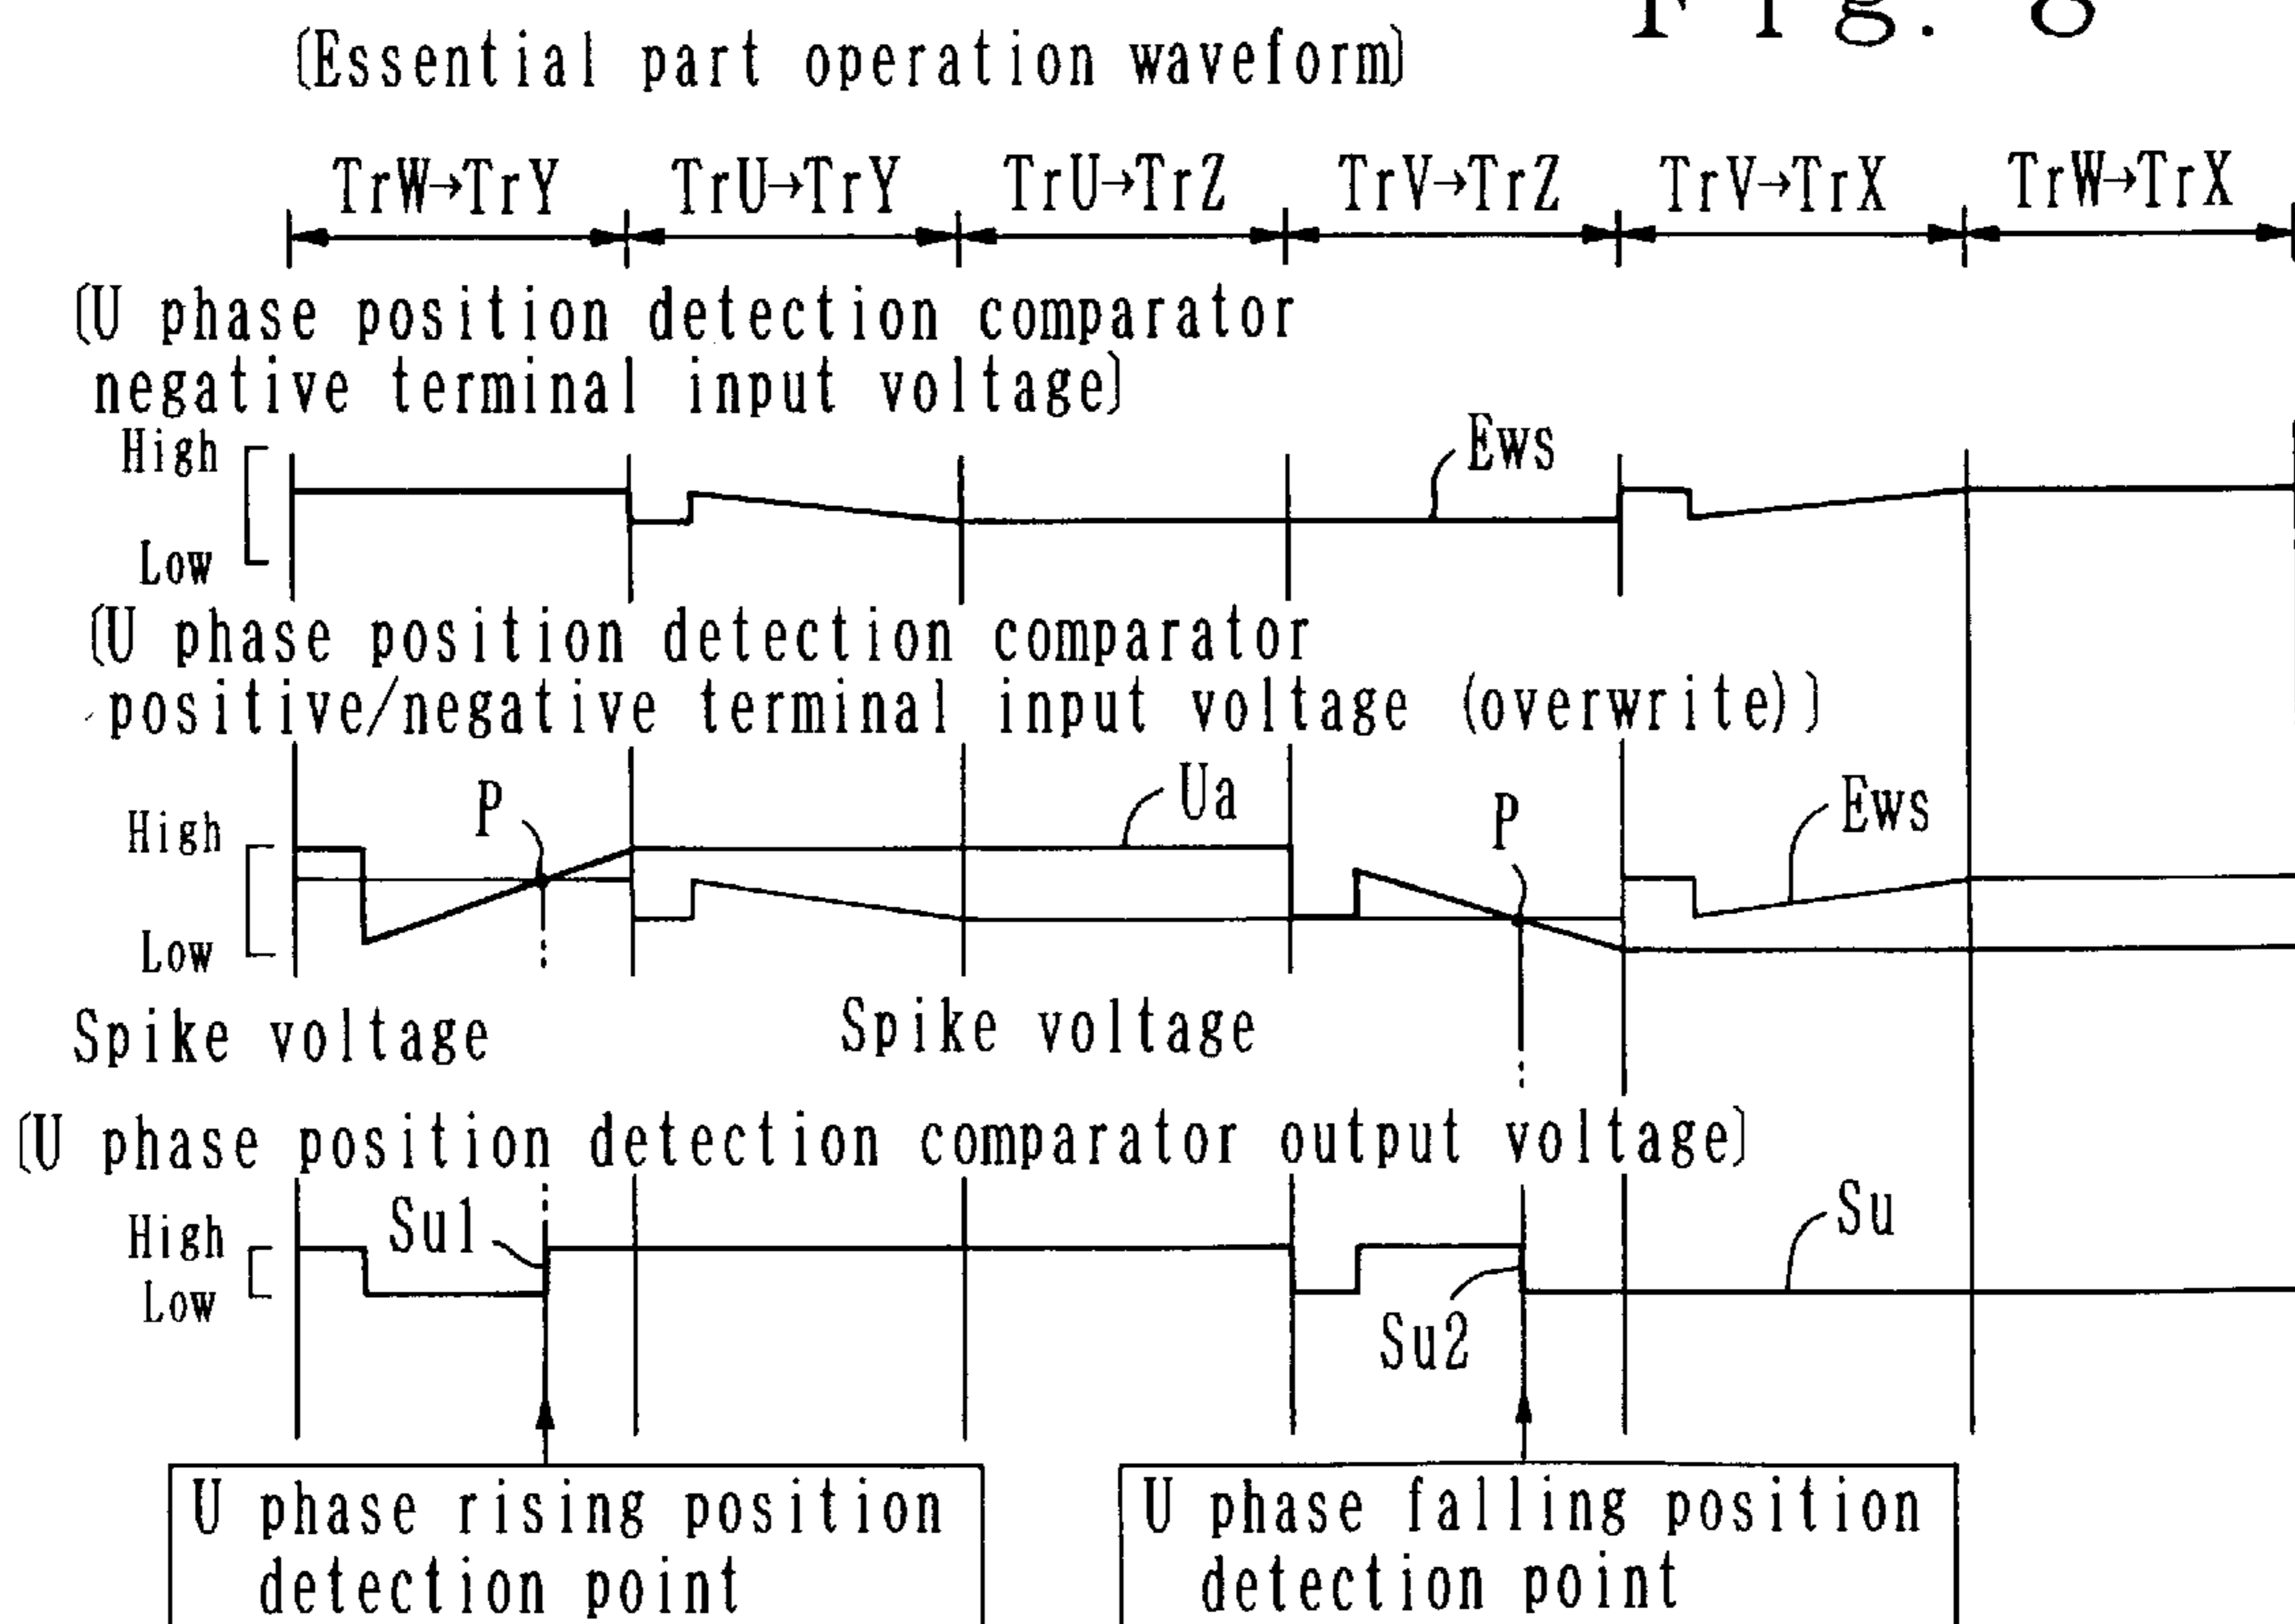 Fig. 8
(Essential part operation waveform)
TrW→TrY TrU→TrY TrU→TrZ TrV→TrZ TrV→TrX TrW→TrX
(U phase position detection comparator
negative terminal input voltage)
High
Ews
Low
(U phase position detection comparator
positive/negative terminal input voltage (overwrite))
P Ua P Ews
High
Low
Spike voltage Spike voltage
(U phase position detection comparator output voltage)
High Su1 Su
Low
Su2
U phase rising position
detection point
U phase falling position
detection point